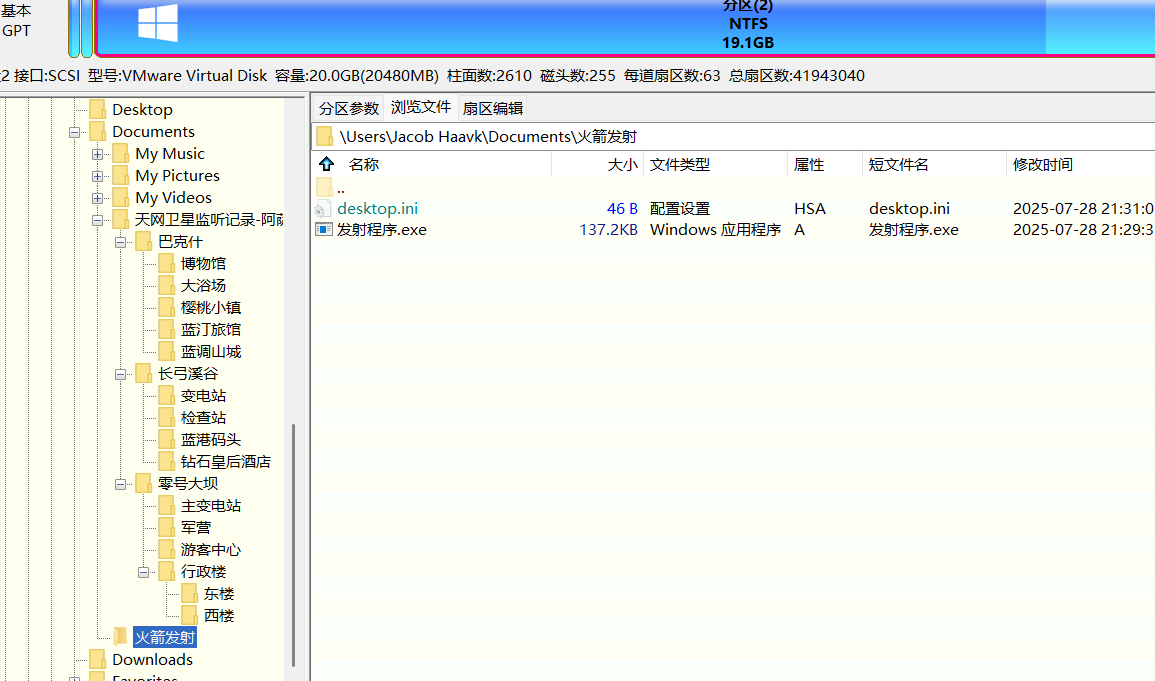 基本
GPT
分区(2)
NTFS
19.1GB
2 接口:SCSI 型号:VMware Virtual Disk 容量:20.0GB(20480MB) 柱面数:2610 磁头数:255 每道扇区数:63 总扇区数:41943040
Desktop
Documents
My Music
My Pictures
My Videos
天网卫星监听记录-阿萨
巴克什
博物馆
大浴场
樱桃小镇
蓝汀旅馆
蓝调山城
长弓溪谷
变电站
检查站
蓝港码头
钻石皇后酒店
零号大坝
主变电站
军营
游客中心
行政楼
东楼
西楼
火箭发射
Downloads
Favorites
分区参数 浏览文件 扇区编辑
\Users\Jacob Haavk\Documents\火箭发射
名称 大小 文件类型 属性 短文件名 修改时间
..
desktop.ini 46 B 配置设置 HSA desktop.ini 2025-07-28 21:31:0
发射程序.exe 137.2KB Windows 应用程序 A 发射程序.exe 2025-07-28 21:29:3